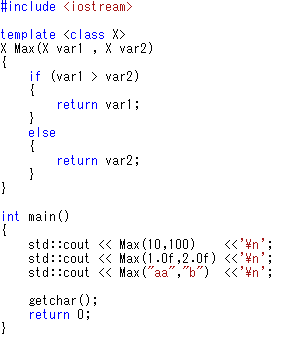 #include <iostream>
template <class X>
X Max(X var1 , X var2)
{
if (var1 > var2)
{
return var1;
}
else
{
return var2;
}
}
int main()
{
std::cout << Max(10,100) <<'¥n';
std::cout << Max(1.0f,2.0f) <<'¥n';
std::cout << Max("aa","b") <<'¥n';
getchar();
return 0;
}